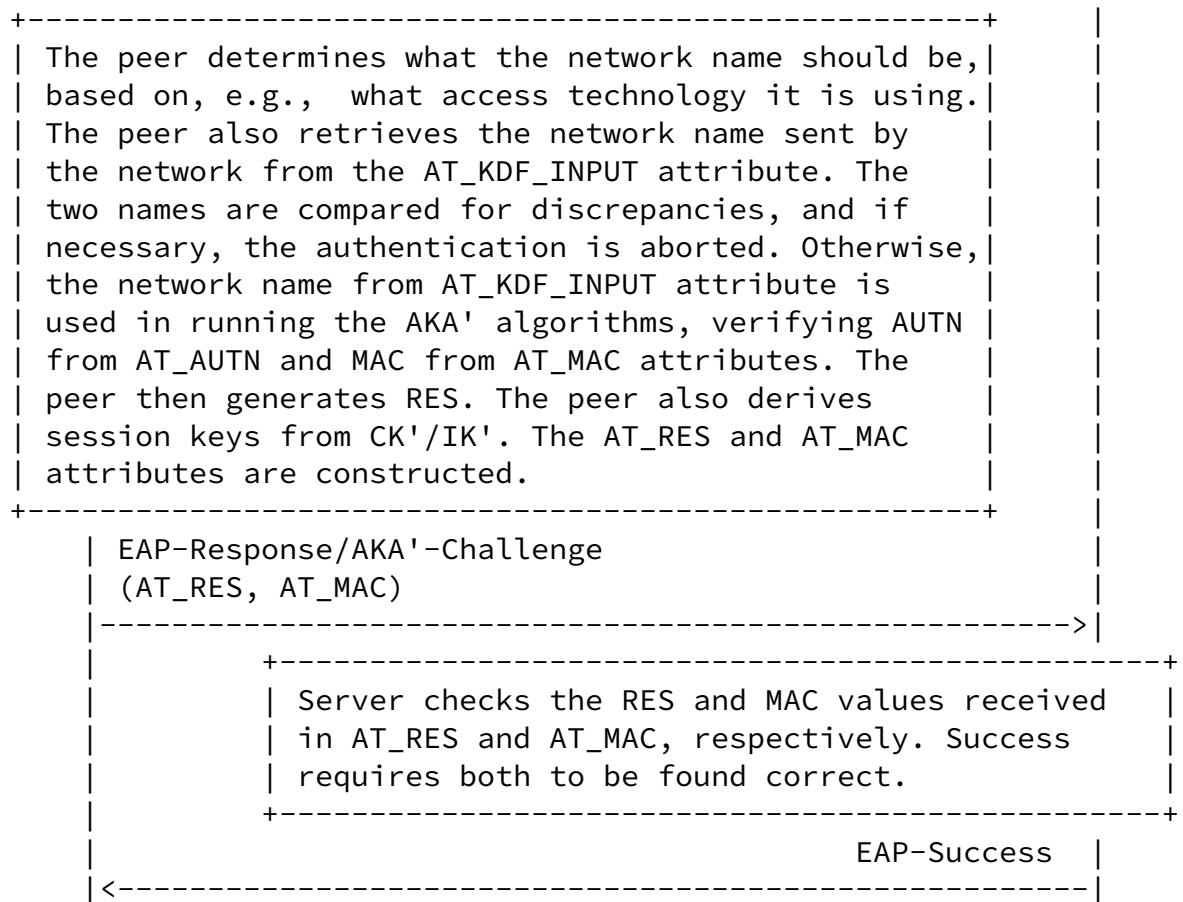 The peer determines what the network name should be,
based on, e.g.,  what access technology it is using.
The peer also retrieves the network name sent by
the network from the AT_KDF_INPUT attribute. The
two names are compared for discrepancies, and if
necessary, the authentication is aborted. Otherwise,
the network name from AT_KDF_INPUT attribute is
used in running the AKA' algorithms, verifying AUTN
from AT_AUTN and MAC from AT_MAC attributes. The
peer then generates RES. The peer also derives
session keys from CK'/IK'. The AT_RES and AT_MAC
attributes are constructed.
EAP-Response/AKA'-Challenge
(AT_RES, AT_MAC)
Server checks the RES and MAC values received
in AT_RES and AT_MAC, respectively. Success
requires both to be found correct.
EAP-Success